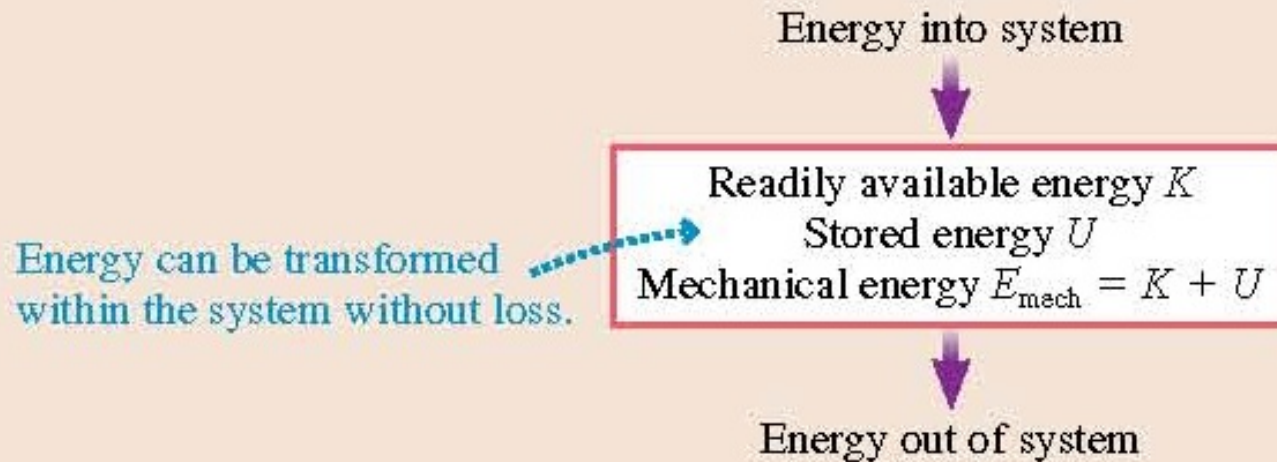 Energy into system
Readily available energy K
Stored energy U
Mechanical energy E_mech = K + U
Energy can be transformed
within the system without loss.
Energy out of system